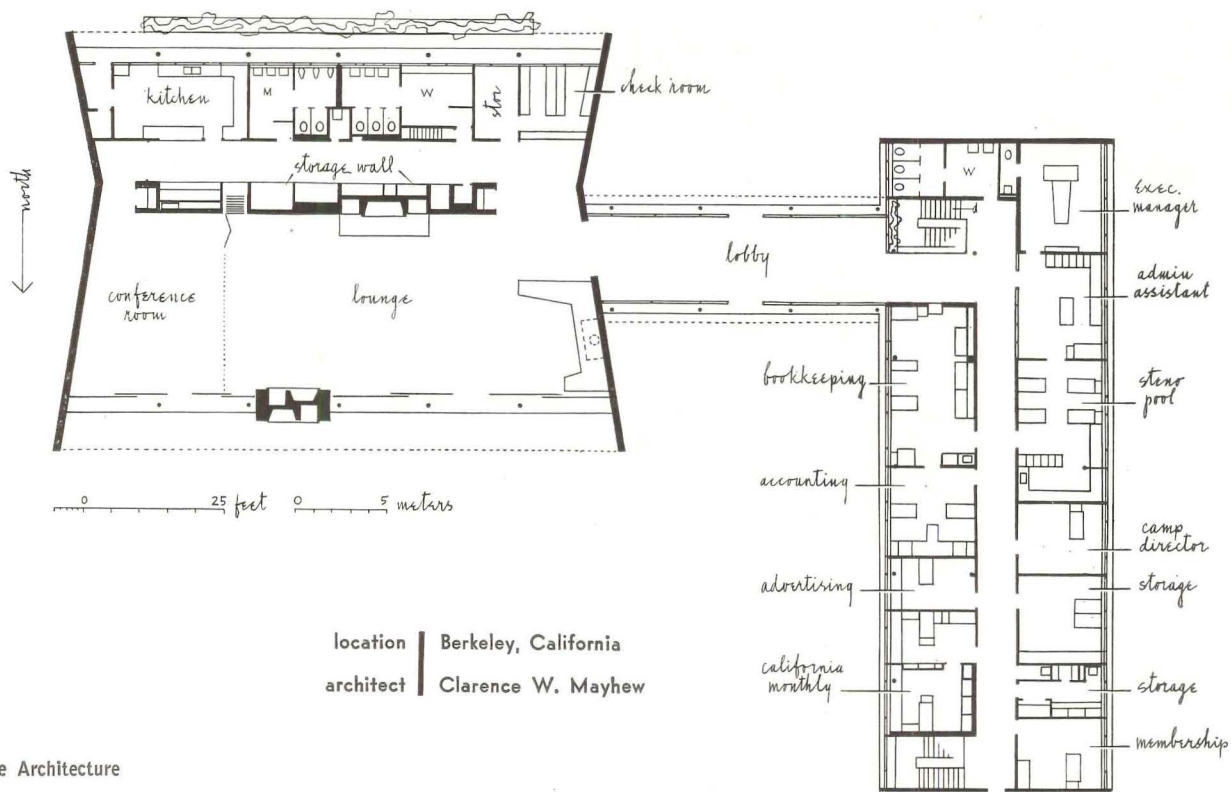 kitchen
M
W
stor
check room
storage wall
north
conference
room
lounge
lobby
W
d
exec.
manager
admin
assistant
bookkeeping
steno
pool
accounting
0 25 feet 0 5 meters
camp
director
advertising
storage
location Berkeley, California
architect Clarence W. Mayhew
california
monthly
storage
membership
e Architecture